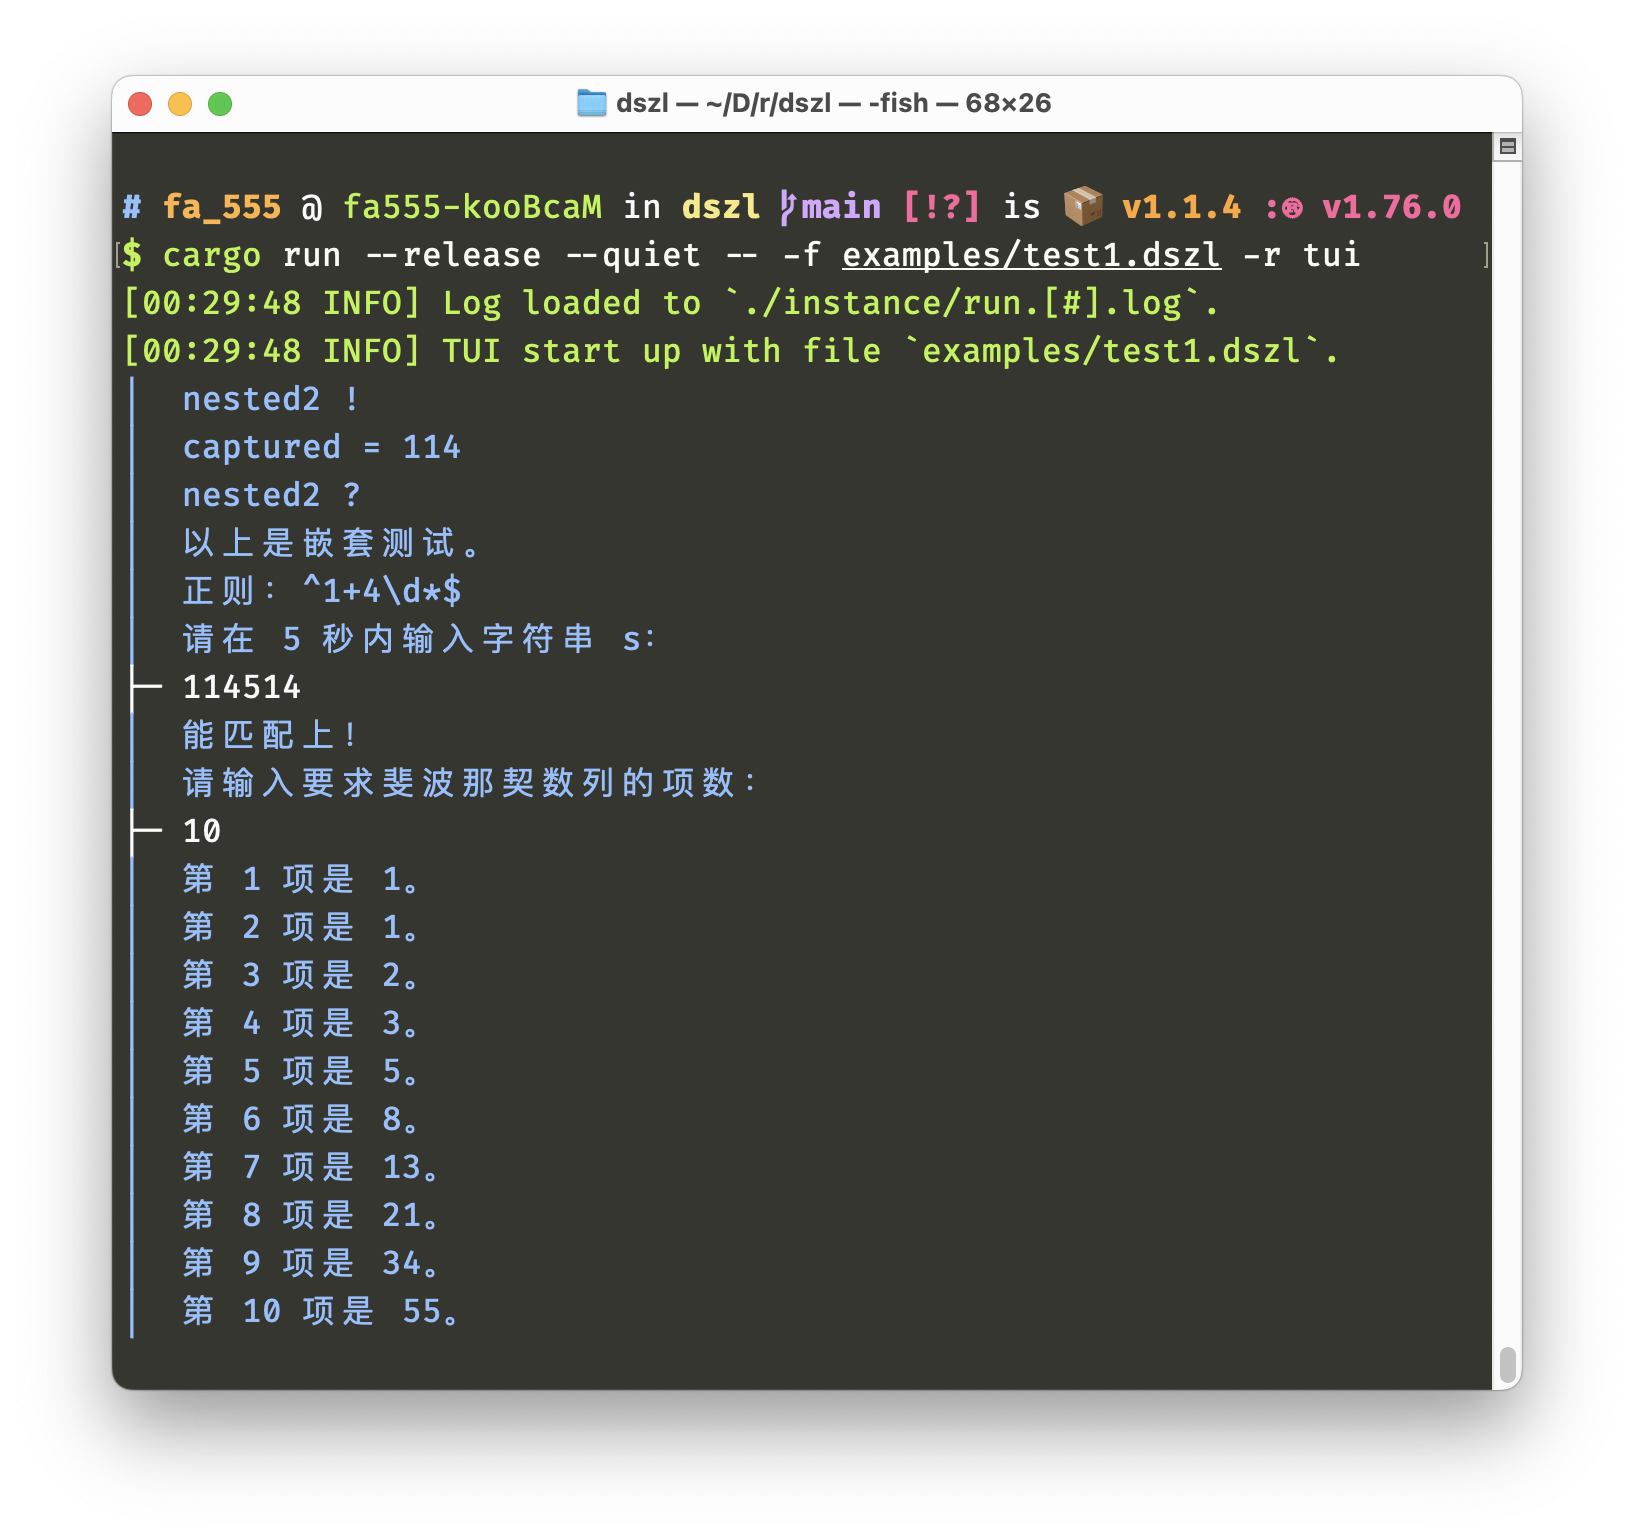 dszl — ~/D/r/dszl — -fish — 68×26
# fa_555 @ fa555-kooBcaM in dszl main [!?] is 📦 v1.1.4 :® v1.76.0
$ cargo run --release --quiet -- -f examples/test1.dszl -r tui
[00:29:48 INFO] Log loaded to `./instance/run.[#].log`.
[00:29:48 INFO] TUI start up with file `examples/test1.dszl`.
nested2 !
captured = 114
nested2 ?
以上是嵌套测试。
正则：^1+4\d*$
请在 5 秒内输入字符串 s：
114514
能匹配上！
请输入要求斐波那契数列的项数：
10
第 1 项是 1。
第 2 项是 1。
第 3 项是 2。
第 4 项是 3。
第 5 项是 5。
第 6 项是 8。
第 7 项是 13。
第 8 项是 21。
第 9 项是 34。
第 10 项是 55。